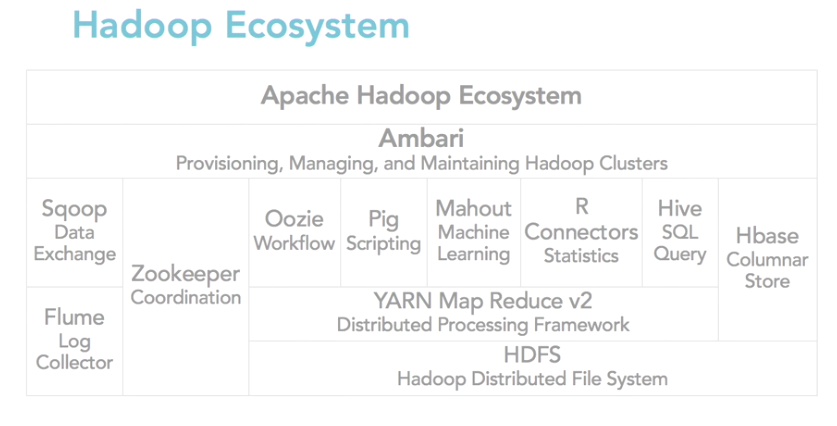 Hadoop Ecosystem
Apache Hadoop Ecosystem
Ambari
Provisioning, Managing, and Maintaining Hadoop Clusters
Sqoop
Data
Exchange
Flume
Log
Collector
Zookeeper
Coordination
Oozie
Workflow
Pig
Scripting
Mahout
Machine
Learning
R
Connectors
Statistics
Hive
SQL
Query
Hbase
Columnar
Store
YARN Map Reduce v2
Distributed Processing Framework
HDFS
Hadoop Distributed File System